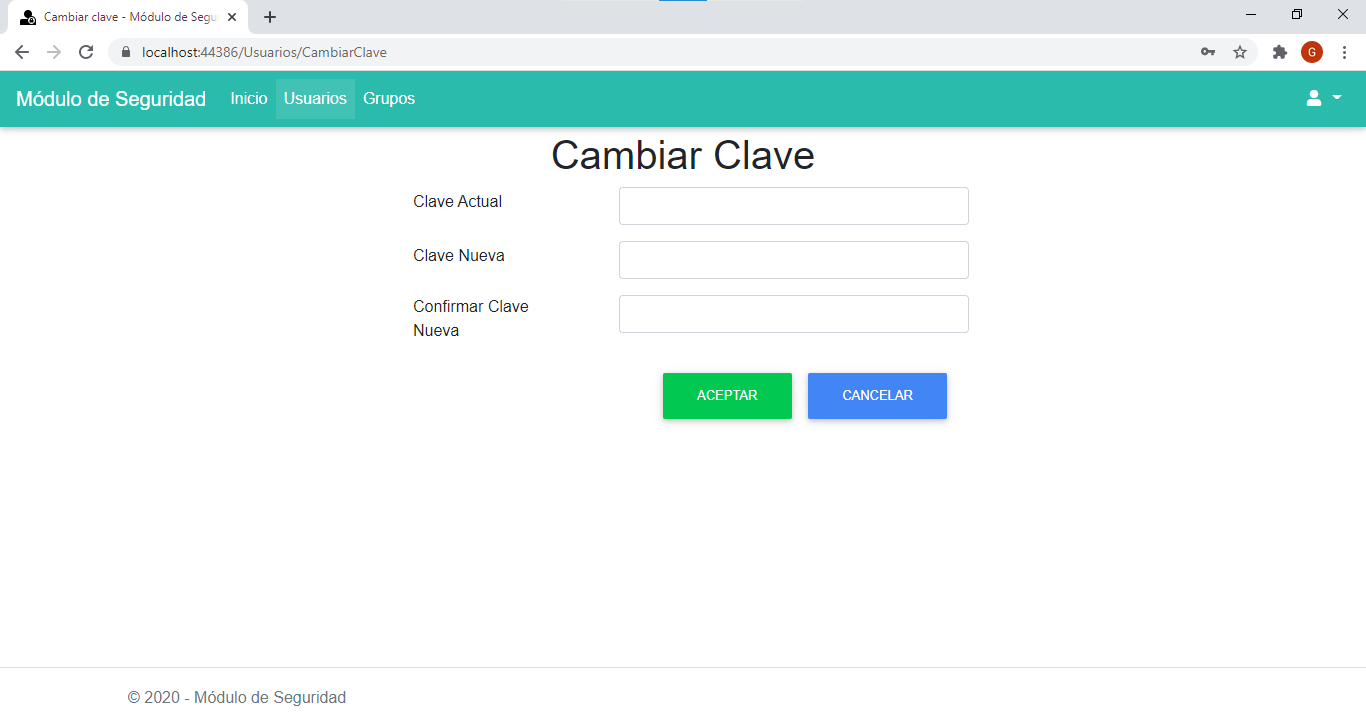 Cambiar clave - Módulo de Segu
localhost:44386/Usuarios/CambiarClave
G
Módulo de Seguridad Inicio Usuarios Grupos
Cambiar Clave
Clave Actual
Clave Nueva
Confirmar Clave
Nueva
ACEPTAR CANCELAR
© 2020 - Módulo de Seguridad